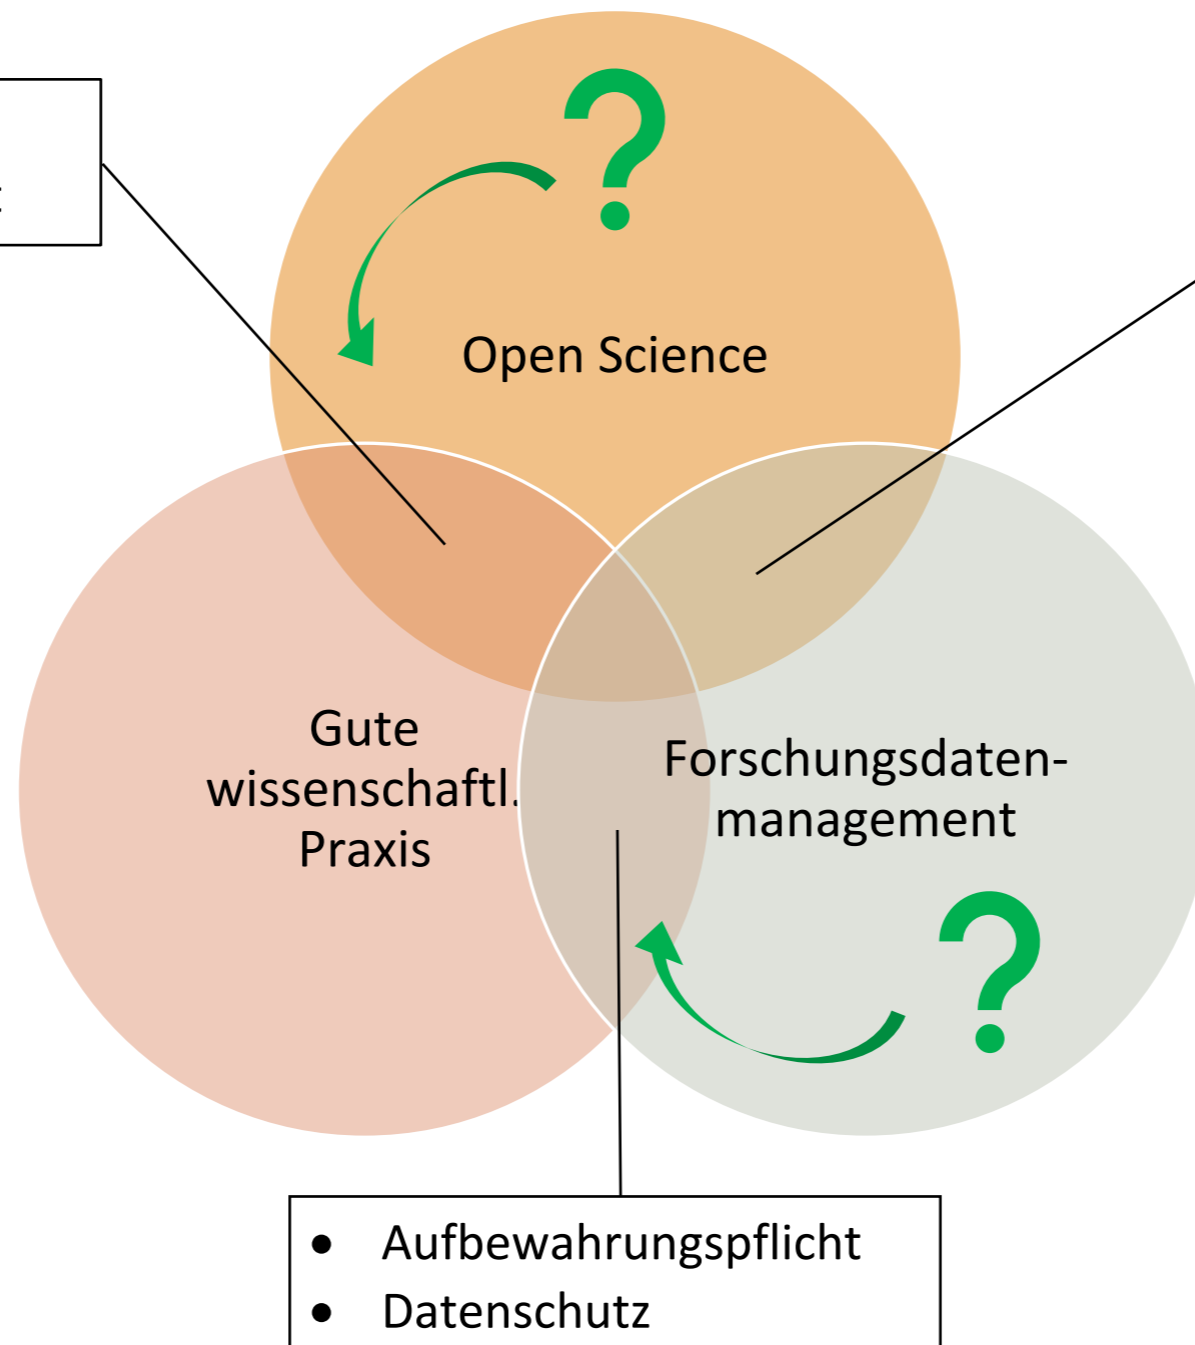 ?
Open Science
Gute
wissenschaftl.
Praxis
Forschungsdaten-
management
?
• Aufbewahrungspflicht
• Datenschutz